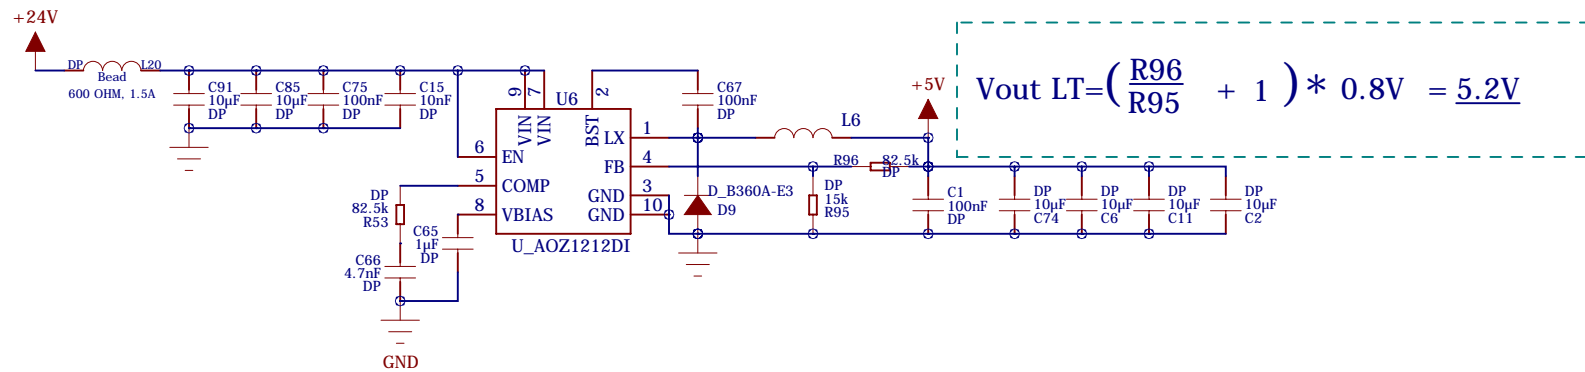 +24V
DP
L20
Bead
600 OHM, 1.5A
C91
10µF
DP
C85
10µF
DP
C75
100nF
DP
C15
10nF
DP
U6
9
7
2
VIN
VIN
BST
LX
1
FB
4
GND
3
GND
10
6
EN
5
COMP
8
VBIAS
U_AOZ1212DI
DP
82.5k
R53
C65
1µF
DP
C66
4.7nF
DP
GND
C67
100nF
DP
L6
+5V
R96
82.5k
DP
D_B360A-E3
D9
DP
15k
R95
C1
100nF
DP
DP
10µF
C74
DP
10µF
C6
DP
10µF
C11
DP
10µF
C2
Vout LT=(R96/R95 + 1 )* 0.8V = 5.2V